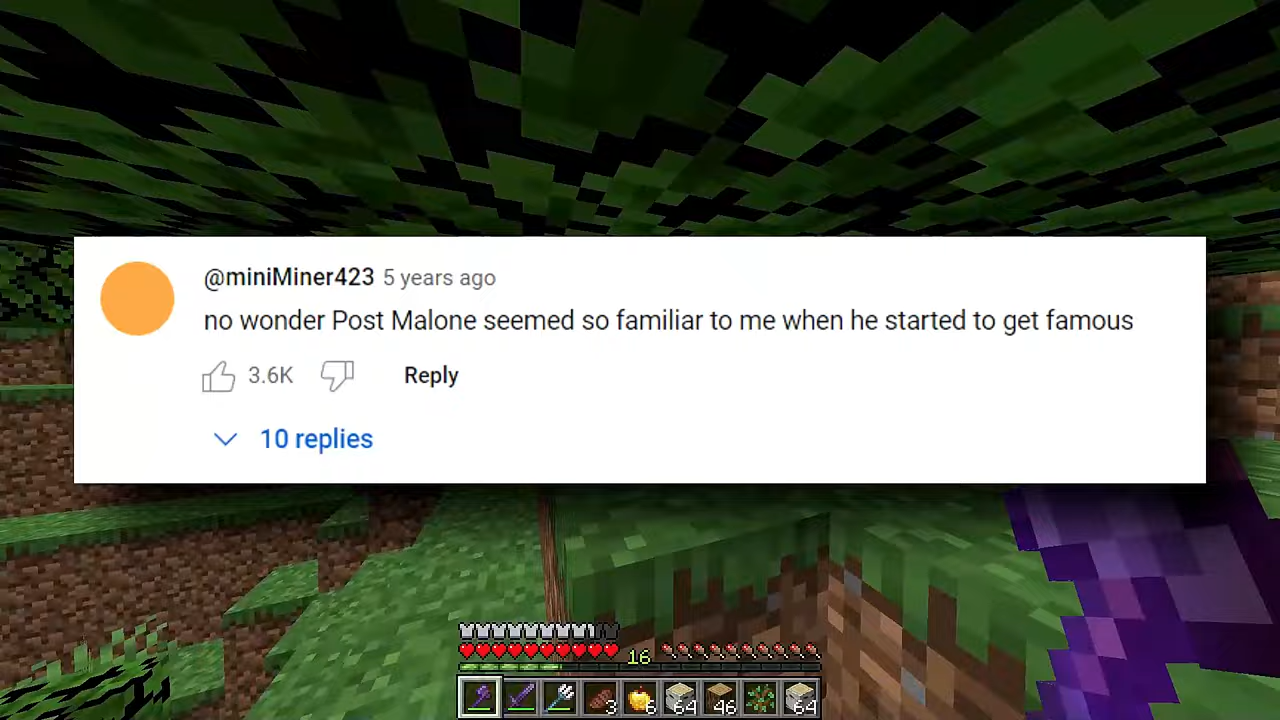 @miniMiner423 5 years ago
no wonder Post Malone seemed so familiar to me when he started to get famous
3.6K Reply
10 replies
16
3 6 64 46 64